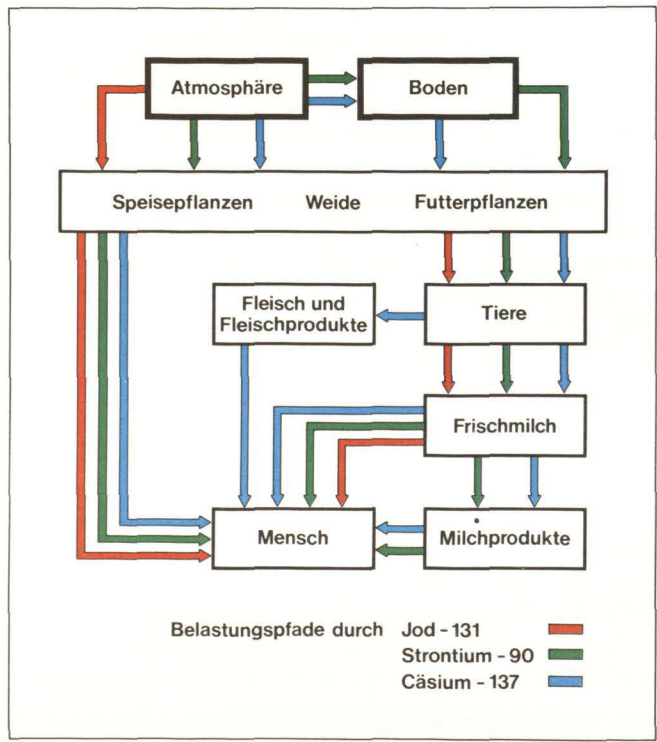 Atmosphäre
Boden
Speisepflanzen Weide Futterpflanzen
Fleisch und
Fleischprodukte
Tiere
Frischmilch
Mensch
Milchprodukte
Belastungspfade durch Jod - 131
Strontium - 90
Cäsium - 137